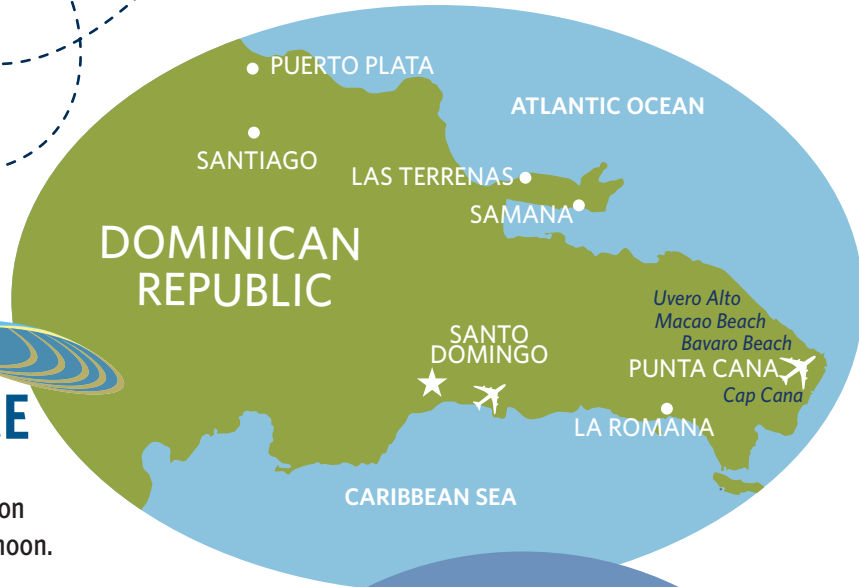 PUERTO PLATA
ATLANTIC OCEAN
SANTIAGO
LAS TERRENAS
SAMANA
DOMINICAN
REPUBLIC
Uvero Alto
Macao Beach
Bavaro Beach
SANTO
DOMINGO
PUNTA CANA
Cap Cana
LA ROMANA
CARIBBEAN SEA
on